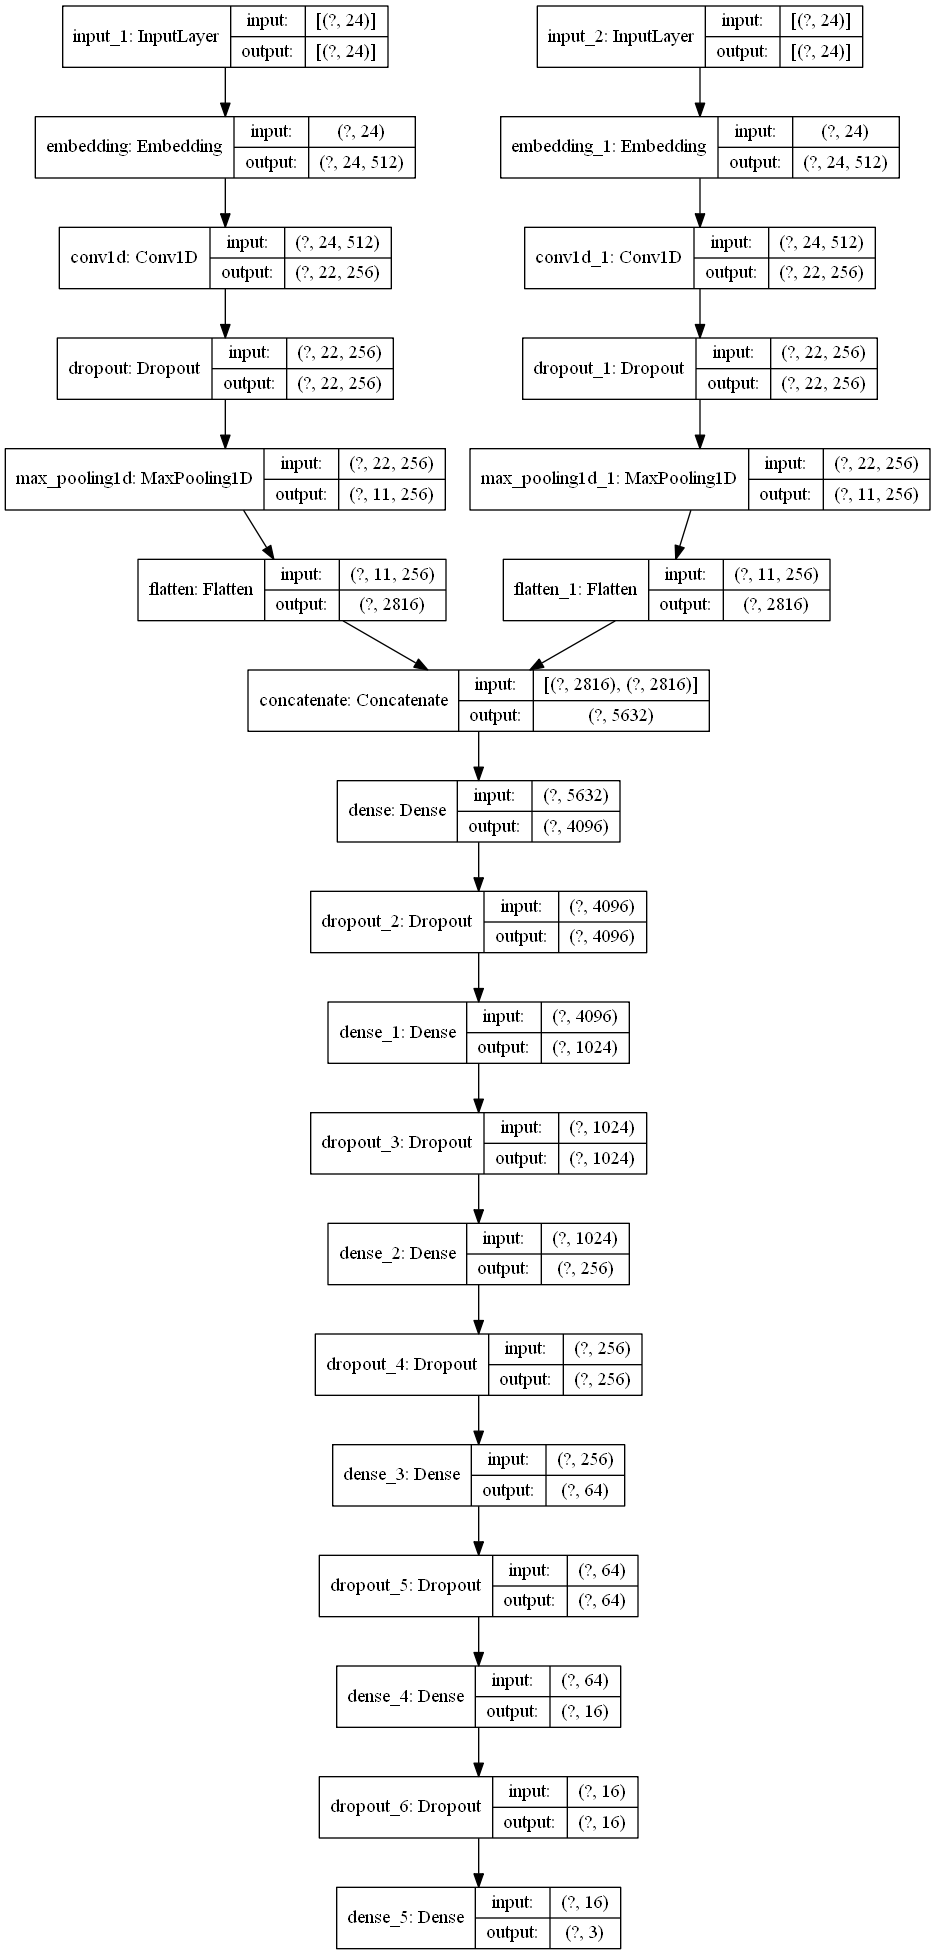 input_1: InputLayer
input: [(?, 24)]
output: [(?, 24)]
input_2: InputLayer
input: [(?, 24)]
output: [(?, 24)]
embedding: Embedding
input: (?, 24)
output: (?, 24, 512)
embedding_1: Embedding
input: (?, 24)
output: (?, 24, 512)
conv1d: Conv1D
input: (?, 24, 512)
output: (?, 22, 256)
conv1d_1: Conv1D
input: (?, 24, 512)
output: (?, 22, 256)
dropout: Dropout
input: (?, 22, 256)
output: (?, 22, 256)
dropout_1: Dropout
input: (?, 22, 256)
output: (?, 22, 256)
max_pooling1d: MaxPooling1D
input: (?, 22, 256)
output: (?, 11, 256)
max_pooling1d_1: MaxPooling1D
input: (?, 22, 256)
output: (?, 11, 256)
flatten: Flatten
input: (?, 11, 256)
output: (?, 2816)
flatten_1: Flatten
input: (?, 11, 256)
output: (?, 2816)
concatenate: Concatenate
input: [(?, 2816), (?, 2816)]
output: (?, 5632)
dense: Dense
input: (?, 5632)
output: (?, 4096)
dropout_2: Dropout
input: (?, 4096)
output: (?, 4096)
dense_1: Dense
input: (?, 4096)
output: (?, 1024)
dropout_3: Dropout
input: (?, 1024)
output: (?, 1024)
dense_2: Dense
input: (?, 1024)
output: (?, 256)
dropout_4: Dropout
input: (?, 256)
output: (?, 256)
dense_3: Dense
input: (?, 256)
output: (?, 64)
dropout_5: Dropout
input: (?, 64)
output: (?, 64)
dense_4: Dense
input: (?, 64)
output: (?, 16)
dropout_6: Dropout
input: (?, 16)
output: (?, 16)
dense_5: Dense
input: (?, 16)
output: (?, 3)